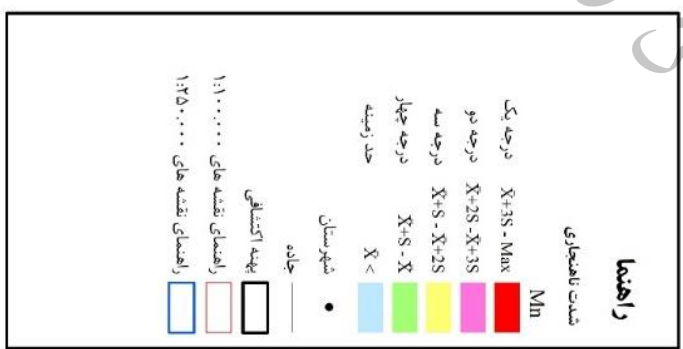 راهنما
شدت ناهنجاری
Mn
درجه یک X̄+3S - Max
درجه دو X̄+2S -X̄+3S
درجه سه X̄+S - X̄+2S
درجه چهار X̄+S - X̄
حد زمینه X̄ <
شهرستان
جاده
پهنه اکتشافی
راهنمای نقشه های ۱:۱۰۰.۰۰۰
راهنمای نقشه های ۱:۲۵۰.۰۰۰